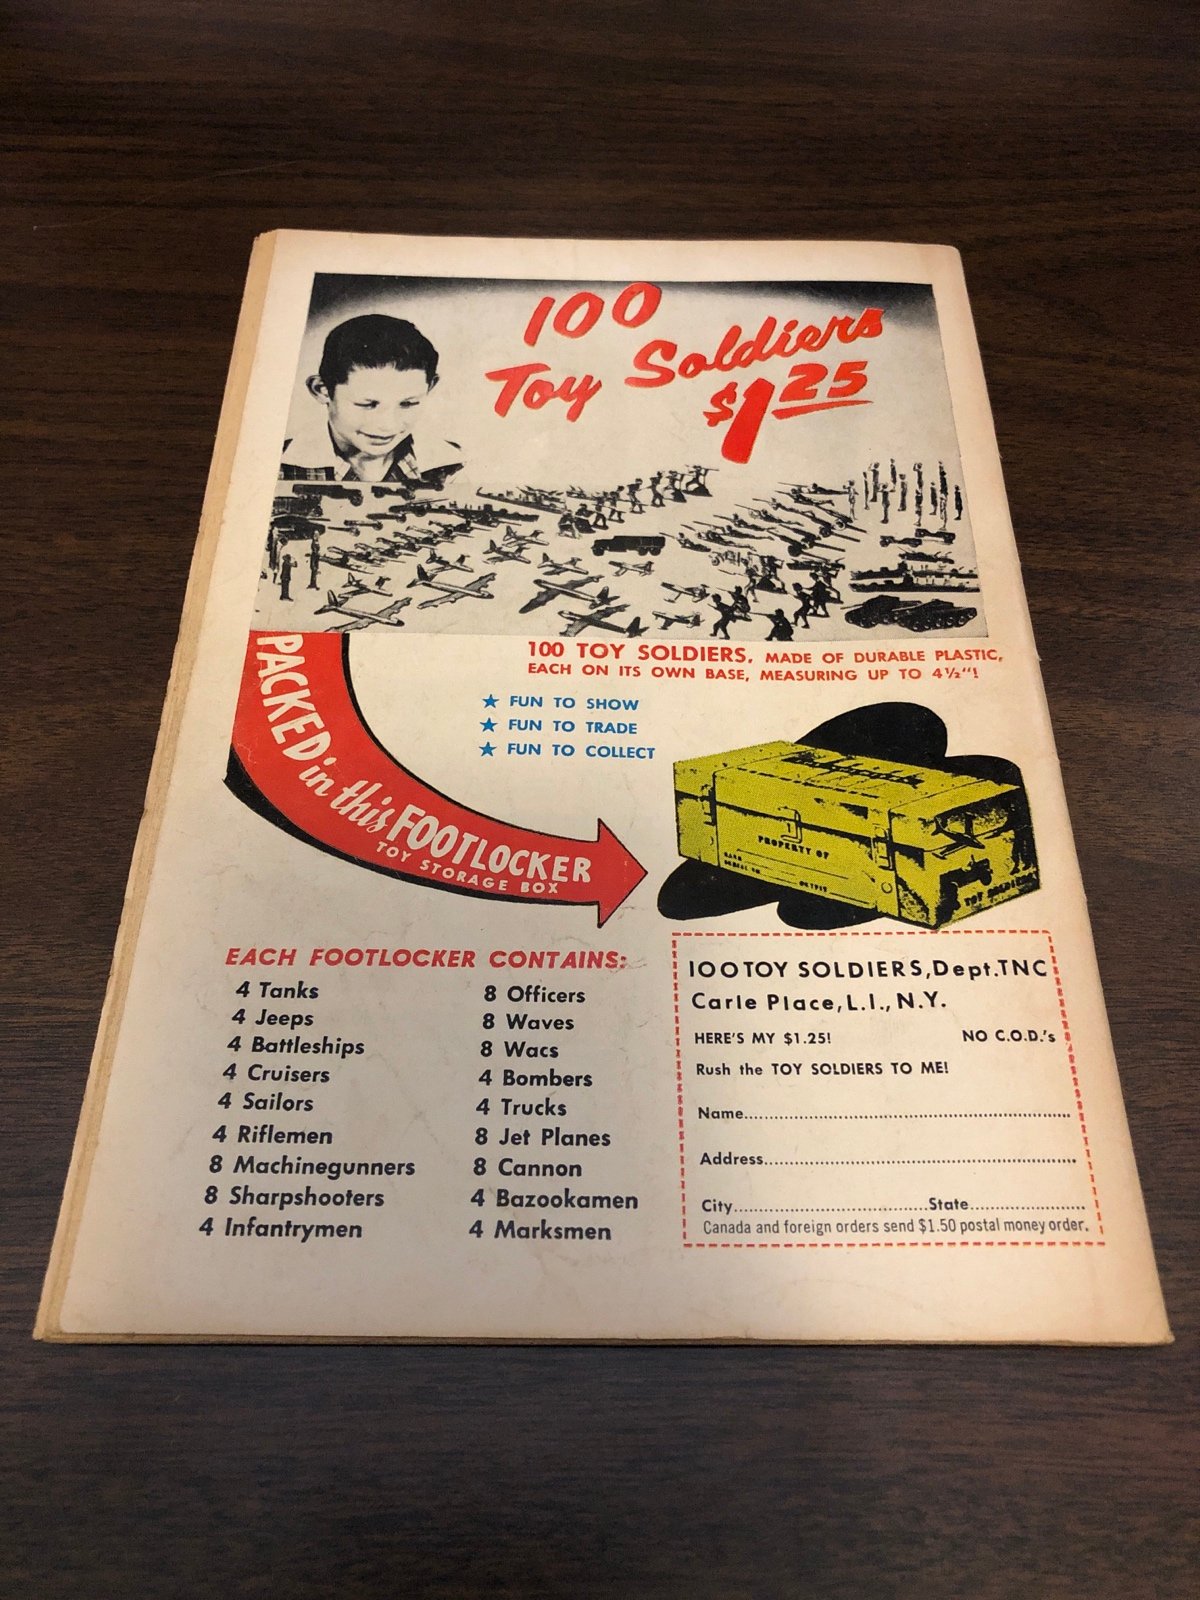 100
Toy Soldiers
$1.25
100 TOY SOLDIERS, MADE OF DURABLE PLASTIC,
EACH ON ITS OWN BASE, MEASURING UP TO 4½"!
★ FUN TO SHOW
★ FUN TO TRADE
★ FUN TO COLLECT
PACKED in this FOOTLOCKER
TOY STORAGE BOX
PROPERTY OF
TOY SOLDIERS
EACH FOOTLOCKER CONTAINS:
4 Tanks
4 Jeeps
4 Battleships
4 Cruisers
4 Sailors
4 Riflemen
8 Machinegunners
8 Sharpshooters
4 Infantrymen
8 Officers
8 Waves
8 Wacs
4 Bombers
4 Trucks
8 Jet Planes
8 Cannon
4 Bazookamen
4 Marksmen
100 TOY SOLDIERS, Dept. TNC
Carle Place, L.I., N.Y.
HERE'S MY $1.25! NO C.O.D.'s
Rush the TOY SOLDIERS TO ME!
Name
Address
City State
Canada and foreign orders send $1.50 postal money order.